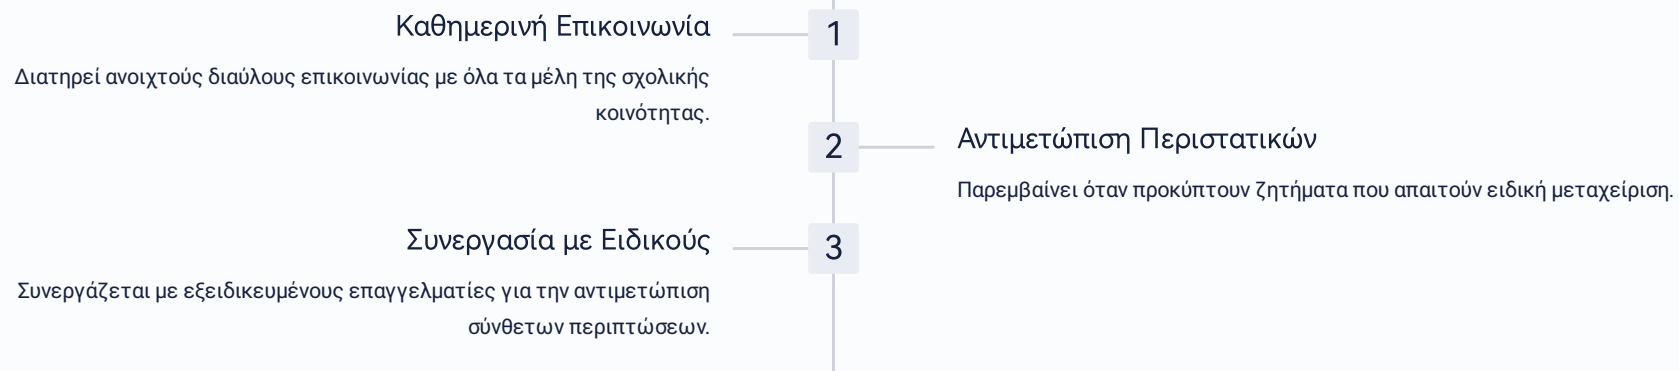 Καθημερινή Επικοινωνία
1
Διατηρεί ανοιχτούς διαύλους επικοινωνίας με όλα τα μέλη της σχολικής
κοινότητας.
2
Αντιμετώπιση Περιστατικών
Παρεμβαίνει όταν προκύπτουν ζητήματα που απαιτούν ειδική μεταχείριση.
Συνεργασία με Ειδικούς
3
Συνεργάζεται με εξειδικευμένους επαγγελματίες για την αντιμετώπιση
σύνθετων περιπτώσεων.